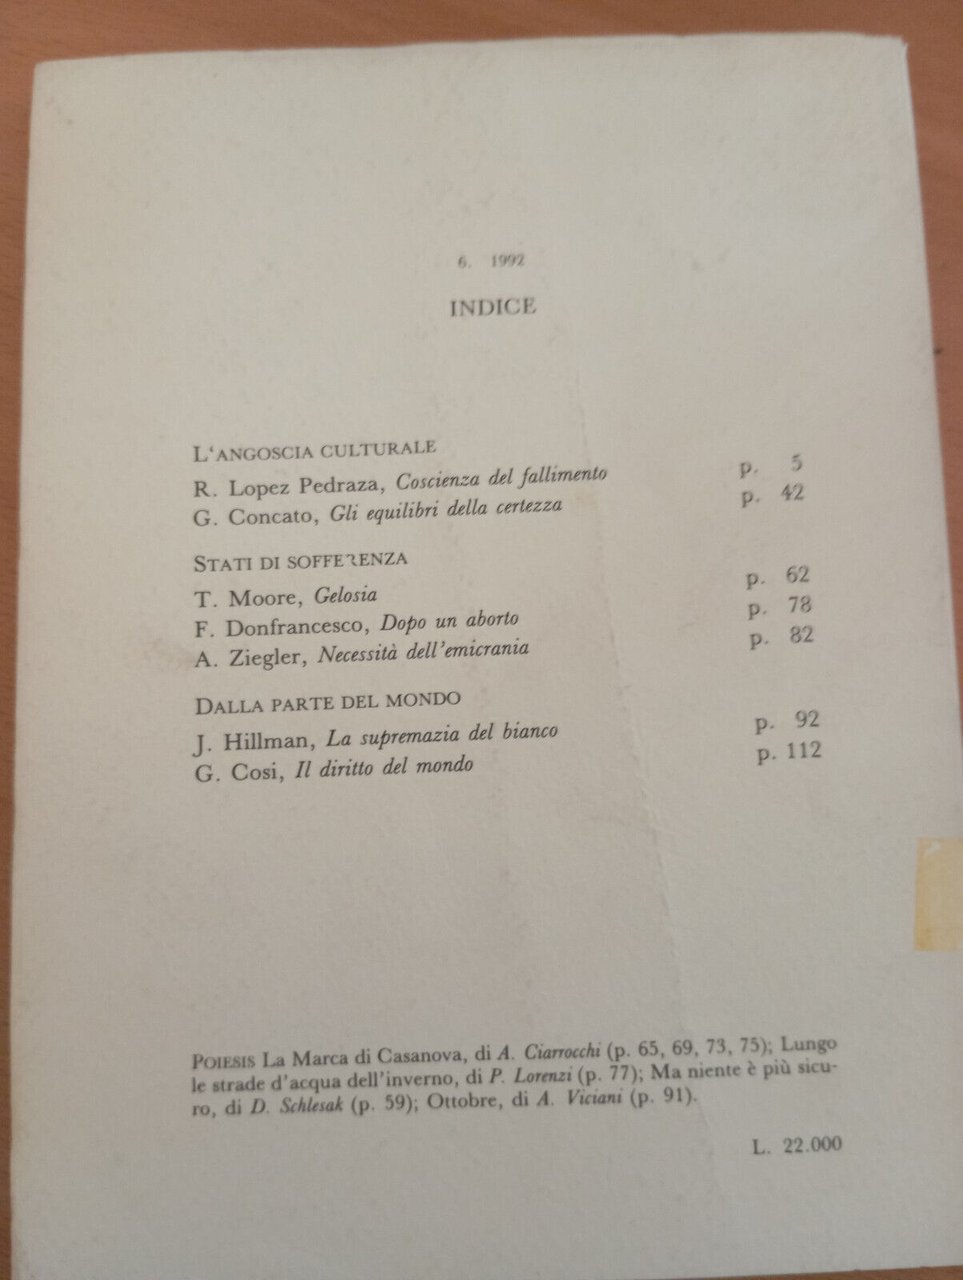 6. 1992
INDICE
L'ANGOSCIA CULTURALE
R. Lopez Pedraza, Coscienza del fallimento p. 5
G. Concato, Gli equilibri della certezza p. 42
STATI DI SOFFERENZA
T. Moore, Gelosia p. 62
F. Donfrancesco, Dopo un aborto p. 78
A. Ziegler, Necessità dell'emicrania p. 82
DALLA PARTE DEL MONDO
J. Hillman, La supremazia del bianco p. 92
G. Cosi, Il diritto del mondo p. 112
POIESIS La Marca di Casanova, di A. Ciarrocchi (p. 65, 69, 73, 75); Lungo
le strade d'acqua dell'inverno, di P. Lorenzi (p. 77); Ma niente è più sicu-
ro, di D. Schlesak (p. 59); Ottobre, di A. Viciani (p. 91).
L. 22.000